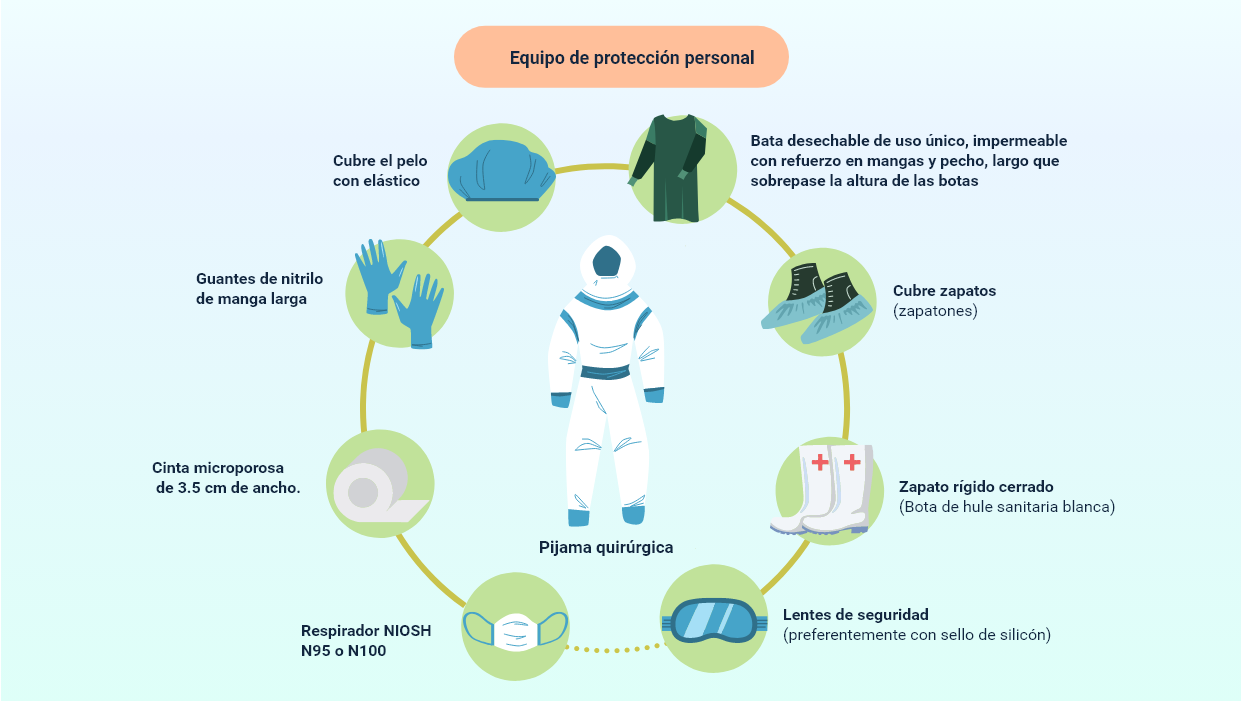 Equipo de protección personal
Cubre el pelo
con elástico
Bata desechable de uso único, impermeable
con refuerzo en mangas y pecho, largo que
sobrepase la altura de las botas
Guantes de nitrilo
de manga larga
Cubre zapatos
(zapatones)
Cinta microporosa
de 3.5 cm de ancho.
Zapato rígido cerrado
(Bota de hule sanitaria blanca)
Pijama quirúrgica
Respirador NIOSH
N95 o N100
Lentes de seguridad
(preferentemente con sello de silicón)